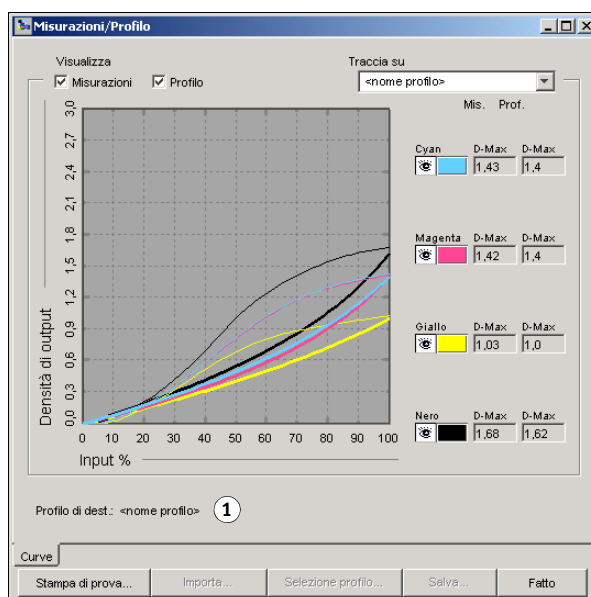 Misurazioni/Profilo
Visualizza
Misurazioni Profilo
Traccia su
<nome profilo>
Mis. Prof.
Cyan D-Max D-Max
1,43 1,4
Magenta D-Max D-Max
1,42 1,4
Giallo D-Max D-Max
1,03 1,0
Nero D-Max D-Max
1,68 1,62
Densità di output
3,0
2,7
2,4
2,1
1,8
1,5
1,2
0,9
0,6
0,3
0,0
0 10 20 30 40 50 60 70 80 90 100
Input %
Profilo di dest.: <nome profilo> 1
Curve
Stampa di prova... Importa... Selezione profilo... Salva... Fatto